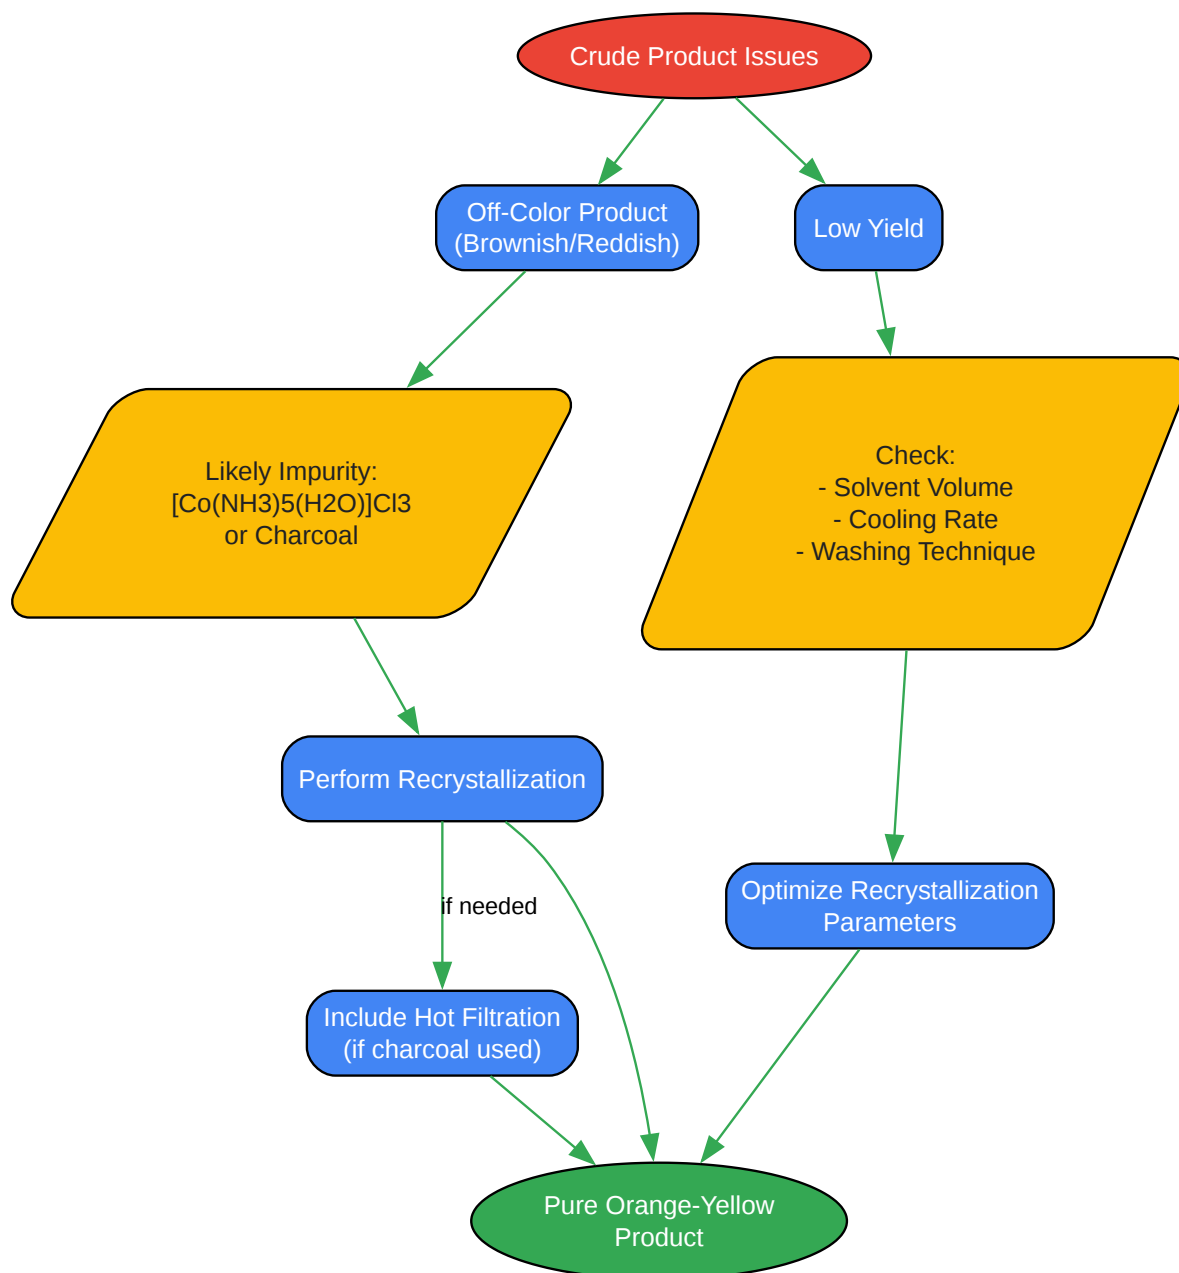 Crude Product Issues
Off-Color Product
(Brownish/Reddish)
Low Yield
Likely Impurity:
[Co(NH3)5(H2O)]Cl3
or Charcoal
Check:
- Solvent Volume
- Cooling Rate
- Washing Technique
Perform Recrystallization
Optimize Recrystallization
Parameters
if needed
Include Hot Filtration
(if charcoal used)
Pure Orange-Yellow
Product